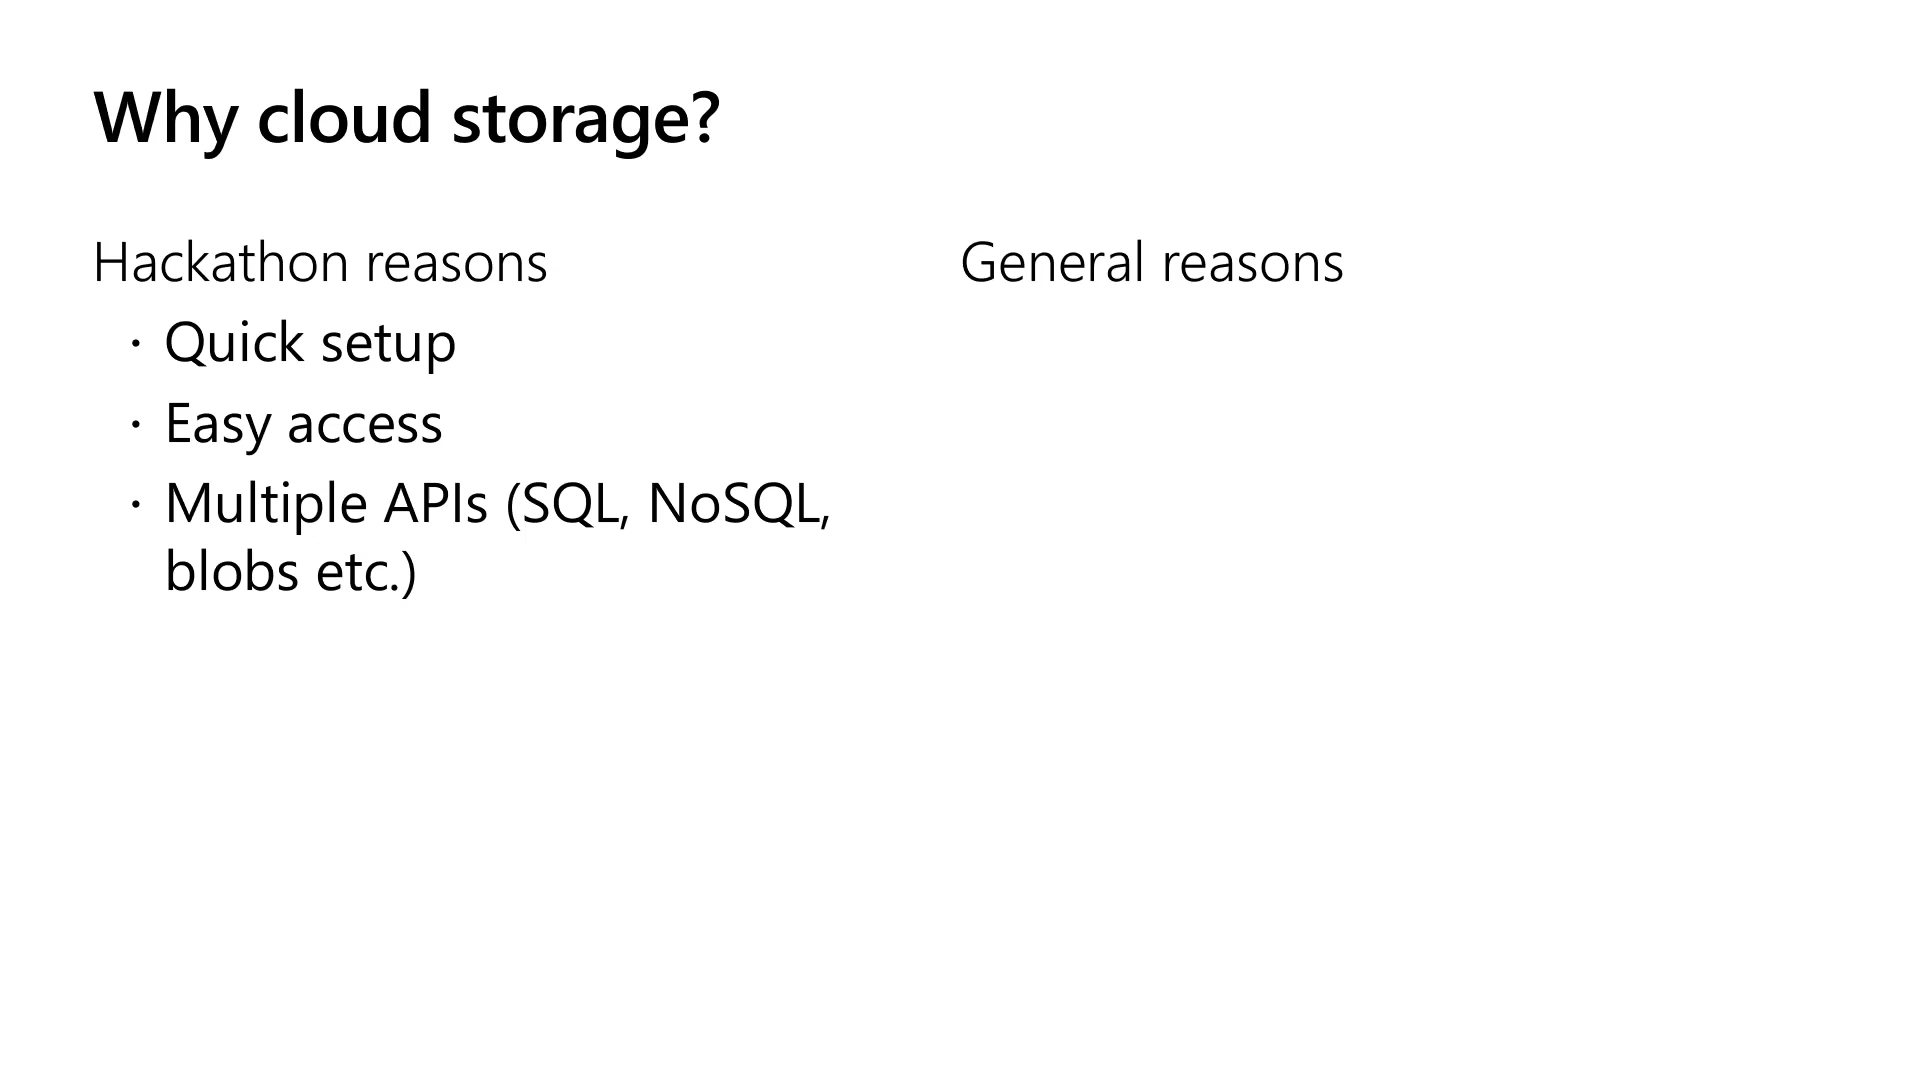 Why cloud storage?
Hackathon reasons
· Quick setup
· Easy access
· Multiple APIs (SQL, NoSQL,
blobs etc.)
General reasons